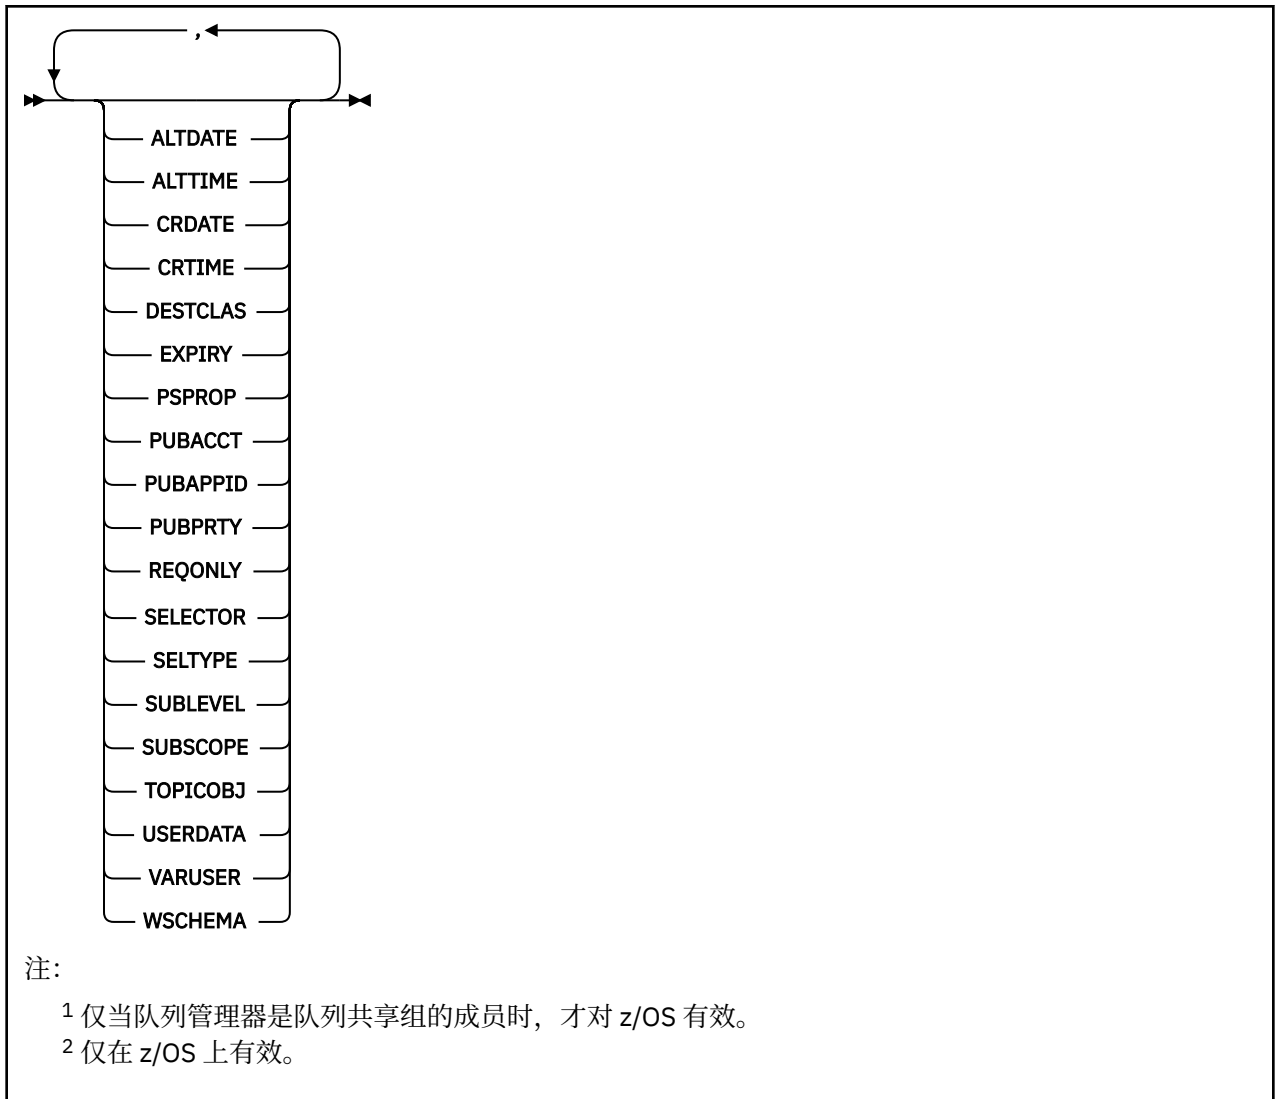 ,
ALTDATE
ALTTIME
CRDATE
CRTIME
DESTCLAS
EXPIRY
PSPROP
PUBACCT
PUBAPPID
PUBPRTY
REQONLY
SELECTOR
SELTYPE
SUBLEVEL
SUBSCOPE
TOPICOBJ
USERDATA
VARUSER
WSCHEMA
注：
1 仅当队列管理器是队列共享组的成员时，才对 z/OS 有效。
2 仅在 z/OS 上有效。